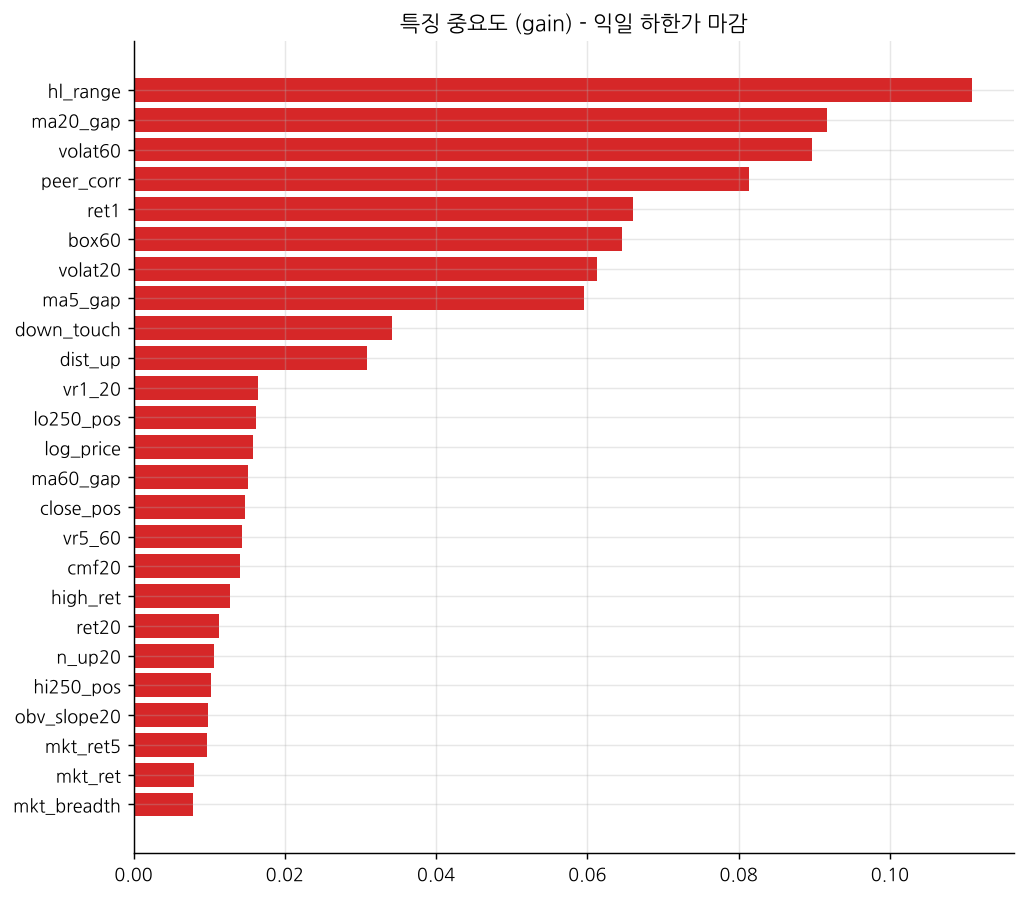 특징 중요도 (gain) - 익일 하한가 마감
hl_range
ma20_gap
volat60
peer_corr
ret1
box60
volat20
ma5_gap
down_touch
dist_up
vr1_20
lo250_pos
log_price
ma60_gap
close_pos
vr5_60
cmf20
high_ret
ret20
n_up20
hi250_pos
obv_slope20
mkt_ret5
mkt_ret
mkt_breadth
0.00 0.02 0.04 0.06 0.08 0.10